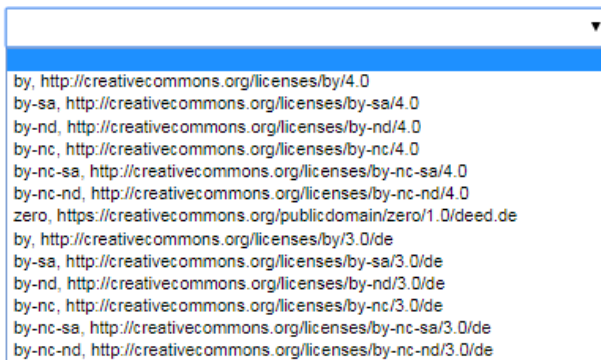 by, http://creativecommons.org/licenses/by/4.0
by-sa, http://creativecommons.org/licenses/by-sa/4.0
by-nd, http://creativecommons.org/licenses/by-nd/4.0
by-nc, http://creativecommons.org/licenses/by-nc/4.0
by-nc-sa, http://creativecommons.org/licenses/by-nc-sa/4.0
by-nc-nd, http://creativecommons.org/licenses/by-nc-nd/4.0
zero, https://creativecommons.org/publicdomain/zero/1.0/deed.de
by, http://creativecommons.org/licenses/by/3.0/de
by-sa, http://creativecommons.org/licenses/by-sa/3.0/de
by-nd, http://creativecommons.org/licenses/by-nd/3.0/de
by-nc, http://creativecommons.org/licenses/by-nc/3.0/de
by-nc-sa, http://creativecommons.org/licenses/by-nc-sa/3.0/de
by-nc-nd, http://creativecommons.org/licenses/by-nc-nd/3.0/de